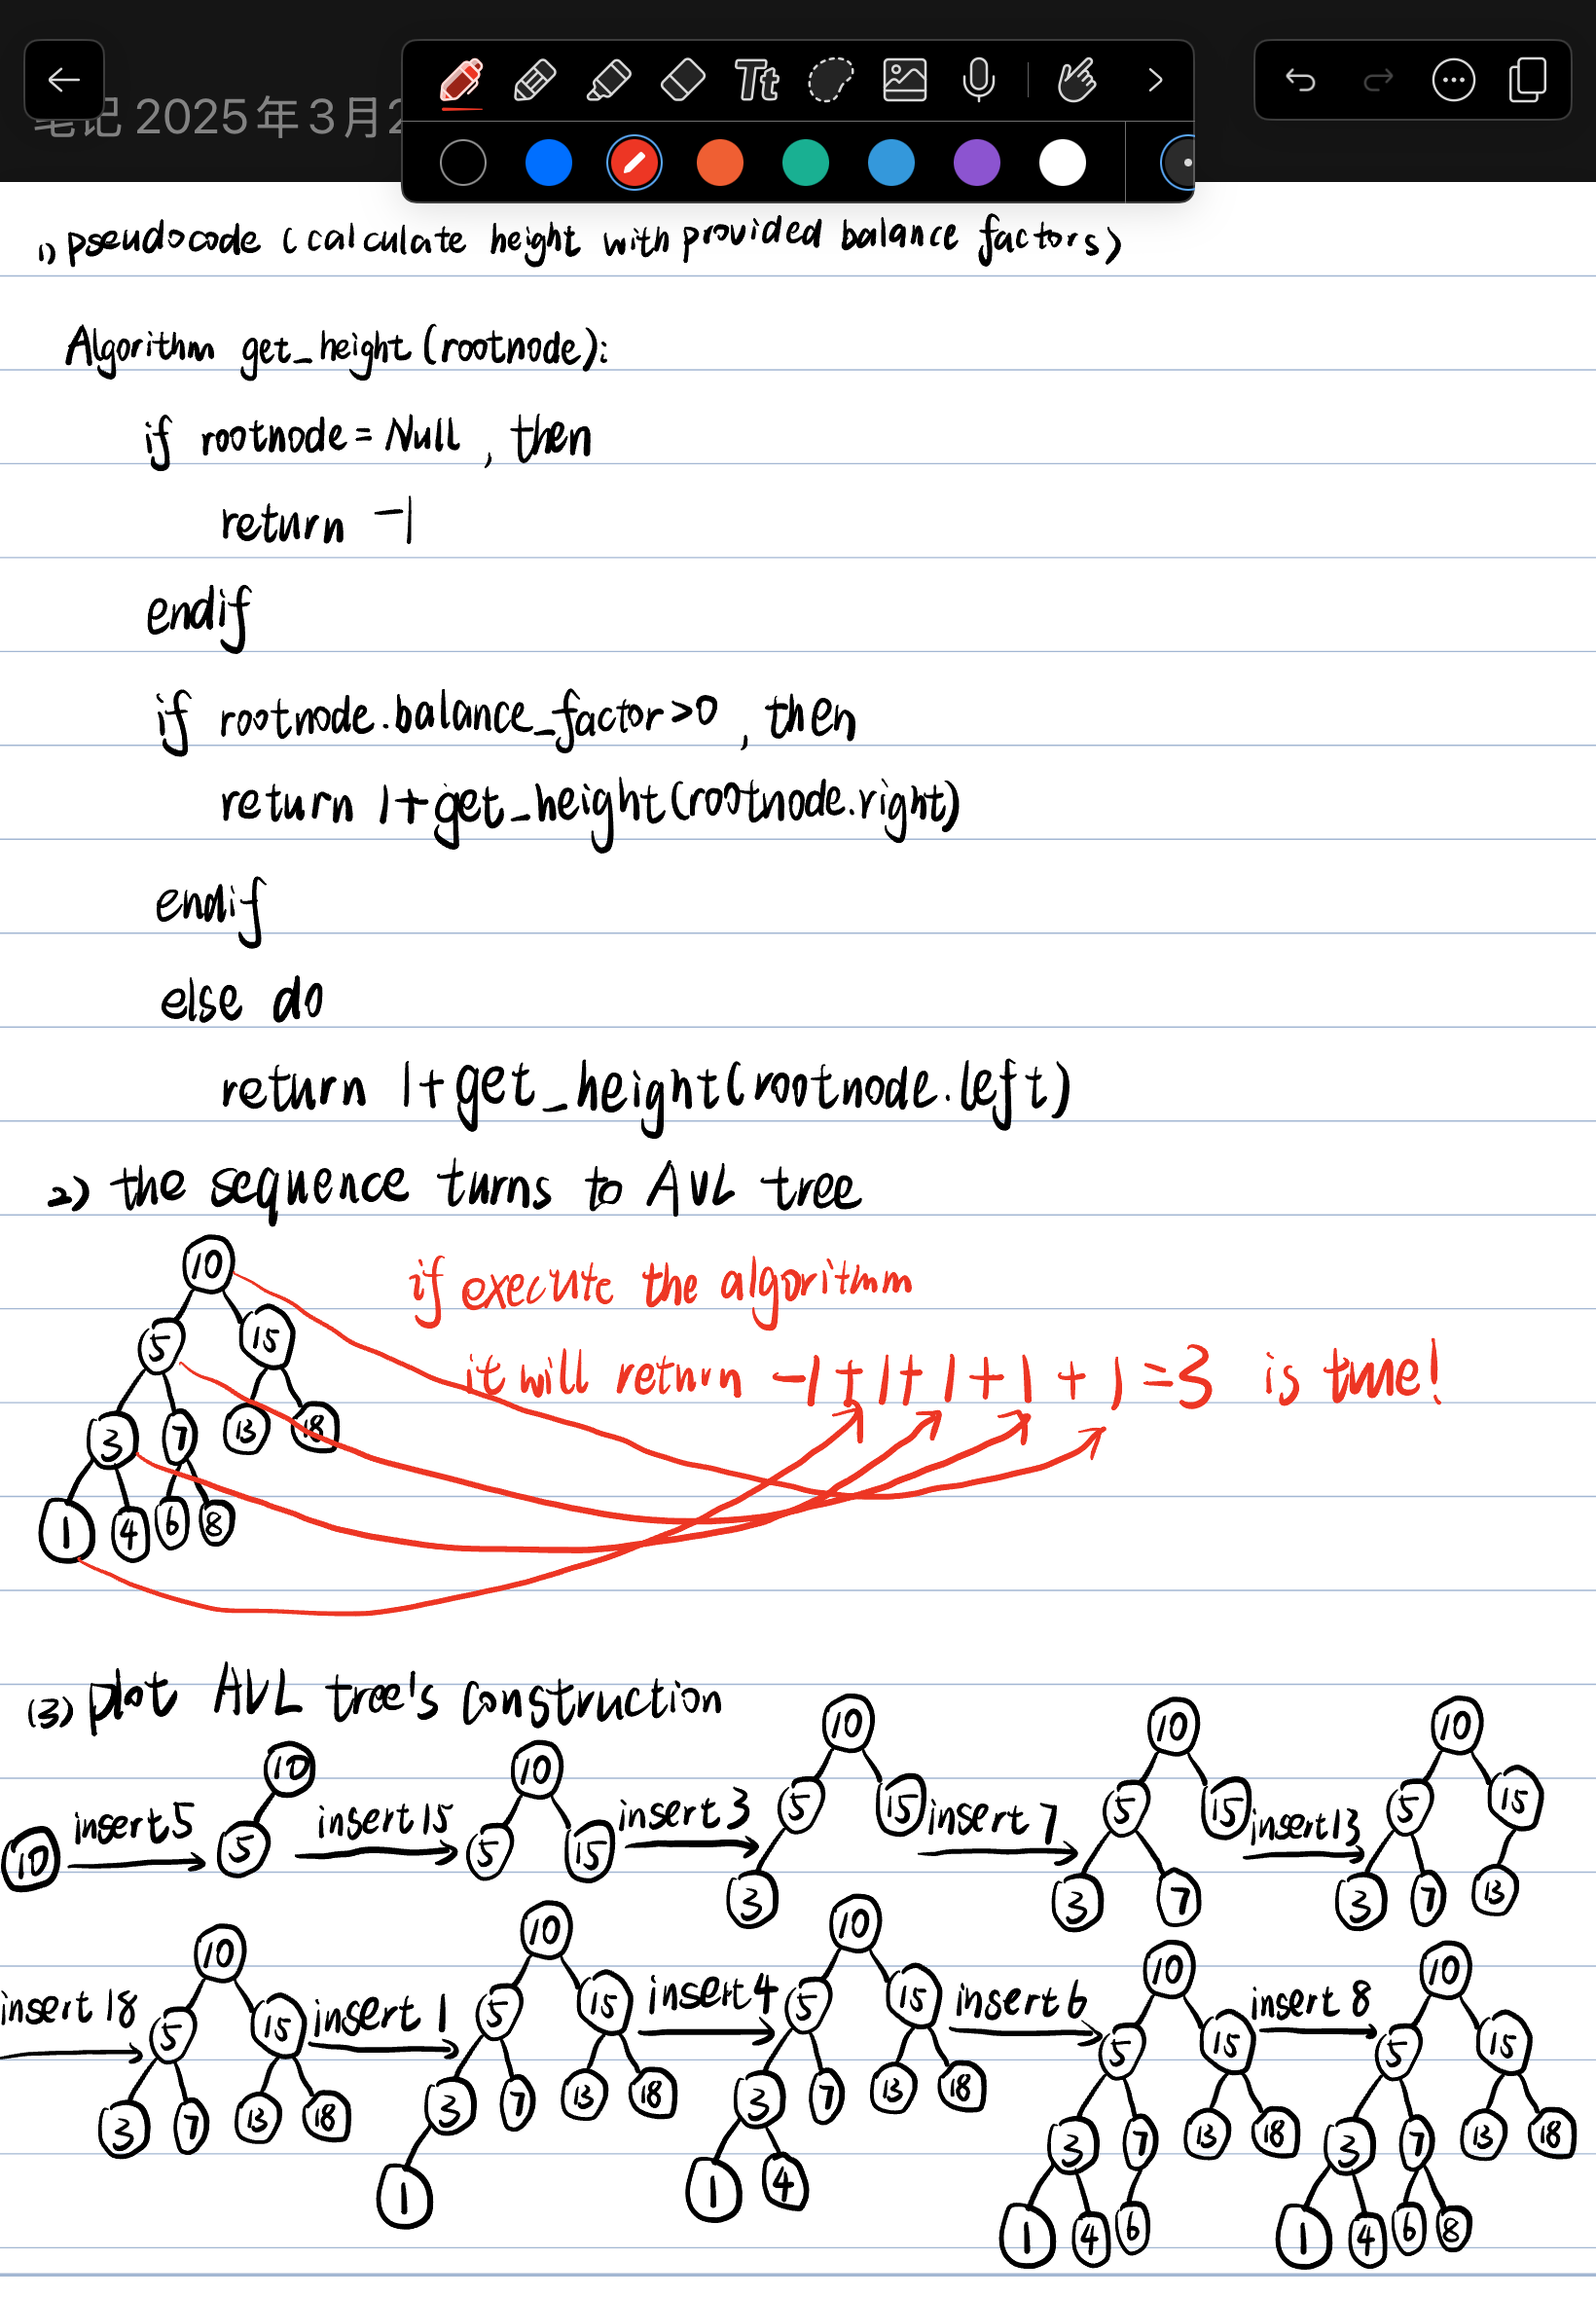 笔记 2025年3月2
Tt
1) pseudocode (calculate height with provided balance factors)
Algorithm get_height(rootnode):
if rootnode = Null , then
return -1
endif
if rootnode.balance_factor>0 , then
return 1+get_height(rootnode.right)
endif
else do
return 1+get_height(rootnode.left)
2) the sequence turns to AVL tree
if execute the algorithm
it will return -1+1+1+1+1=3 is true!
10
5 15
3 7 13 18
1 4 6 8
(3) plot AVL tree's construction
10 insert 5 10 5 insert 15 10 5 15 insert 3 10 5 15 3 insert 7 10 5 15 3 7 insert 13 10 5 15 3 7 13
insert 18 10 5 15 3 7 13 18 insert 1 10 5 15 3 7 13 18 1 insert 4 10 5 15 3 7 13 18 1 4 insert 6 10 5 15 3 7 13 18 1 4 6 insert 8 10 5 15 3 7 13 18 1 4 6 8